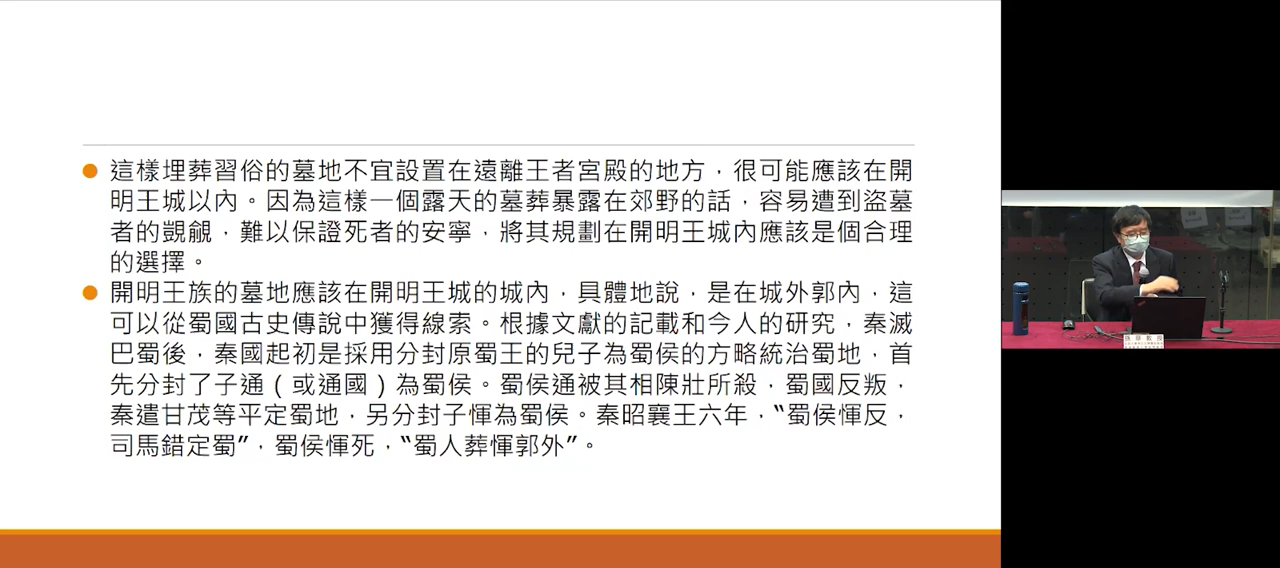 這樣埋葬習俗的墓地不宜設置在遠離王者宮殿的地方，很可能應該在開
明王城以內。因為這樣一個露天的墓葬暴露在郊野的話，容易遭到盜墓
者的覬覦，難以保證死者的安寧，將其規劃在開明王城內應該是個合理
的選擇。
開明王族的墓地應該在開明王城的城內，具體地說，是在城外郭內，這
可以從蜀國古史傳說中獲得線索。根據文獻的記載和今人的研究，秦滅
巴蜀後，秦國起初是採用分封原蜀王的兒子為蜀侯的方略統治蜀地，首
先分封了子通（或通國）為蜀侯。蜀侯通被其相陳壯所殺，蜀國反叛，
秦遣甘茂等平定蜀地，另分封子惲為蜀侯。秦昭襄王六年，“蜀侯惲反，
司馬錯定蜀”，蜀侯惲死，“蜀人葬惲郭外”。